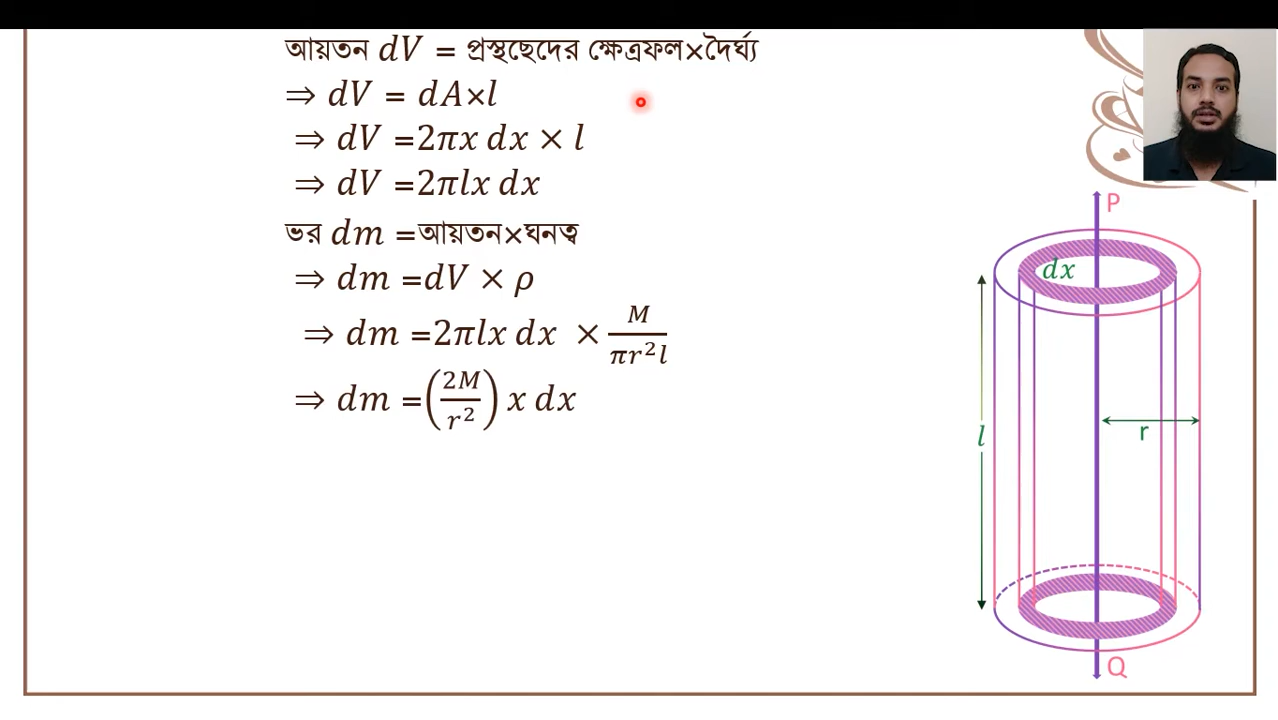 আয়তন dV = প্রস্থছেদের ক্ষেত্রফল×দৈর্ঘ্য
⇒ dV = dA×l
⇒ dV =2πx dx × l
⇒ dV =2πlx dx
ভর dm =আয়তন×ঘনত্ব
⇒ dm =dV × ρ
⇒ dm =2πlx dx × M/πr²l
⇒ dm =(2M/r²) x dx
P
dx
l
r
Q